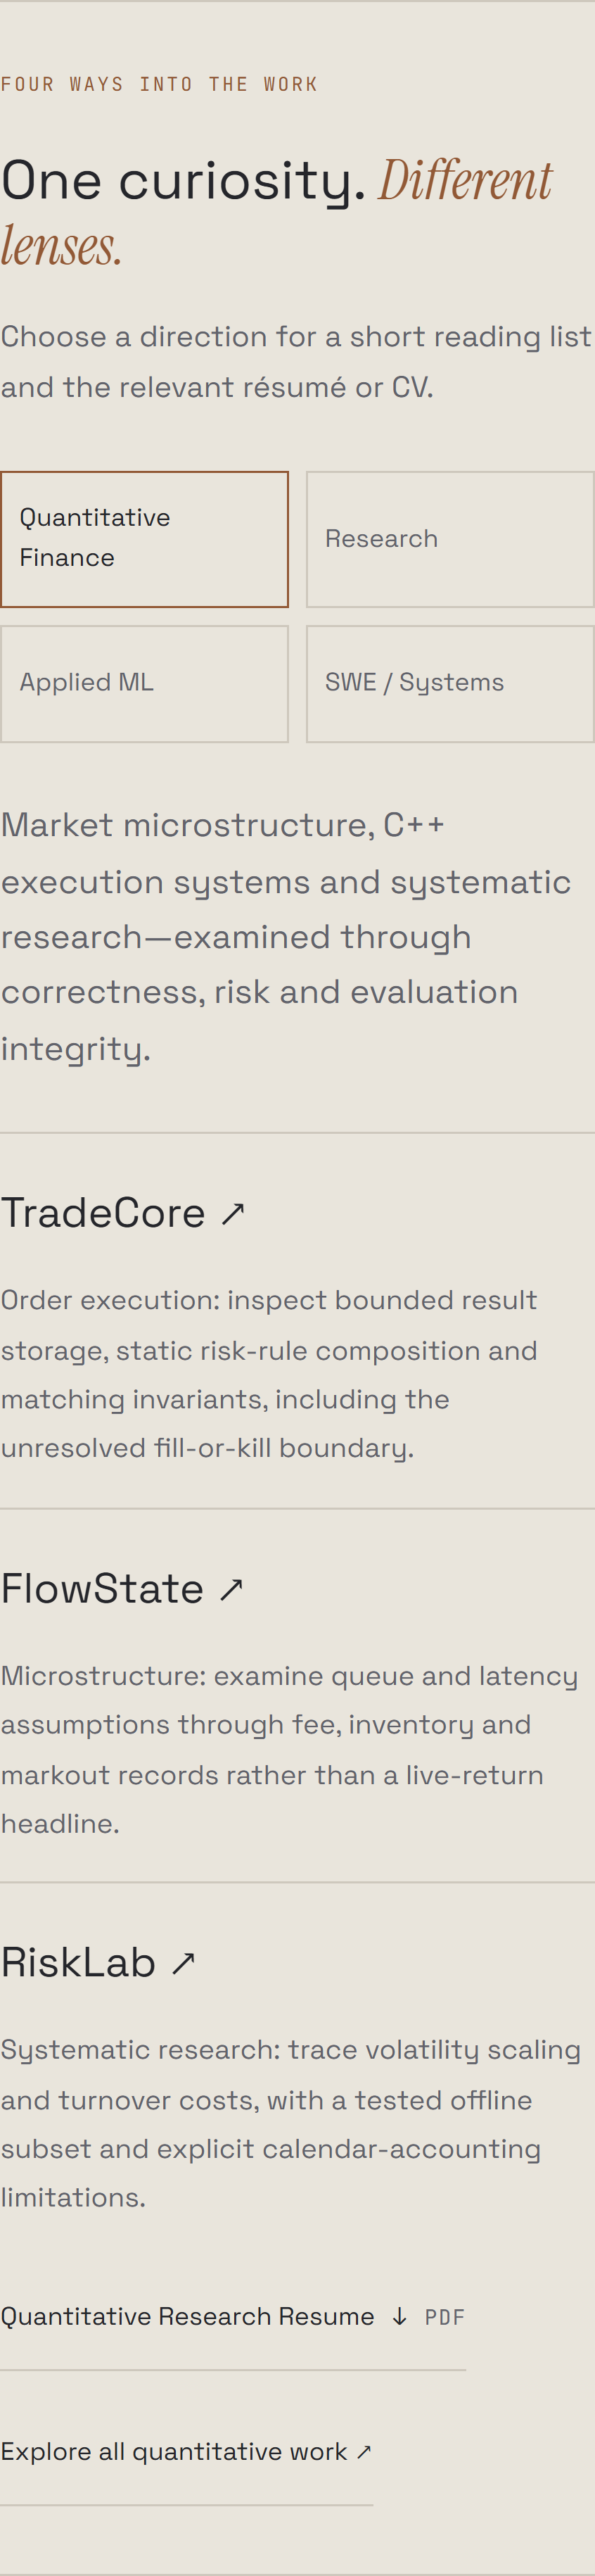 FOUR WAYS INTO THE WORK
One curiosity. Different
lenses.
Choose a direction for a short reading list
and the relevant résumé or CV.
Quantitative
Finance
Research
Applied ML
SWE / Systems
Market microstructure, C++
execution systems and systematic
research—examined through
correctness, risk and evaluation
integrity.
TradeCore ↗
Order execution: inspect bounded result
storage, static risk-rule composition and
matching invariants, including the
unresolved fill-or-kill boundary.
FlowState ↗
Microstructure: examine queue and latency
assumptions through fee, inventory and
markout records rather than a live-return
headline.
RiskLab ↗
Systematic research: trace volatility scaling
and turnover costs, with a tested offline
subset and explicit calendar-accounting
limitations.
Quantitative Research Resume ↓ PDF
Explore all quantitative work ↗